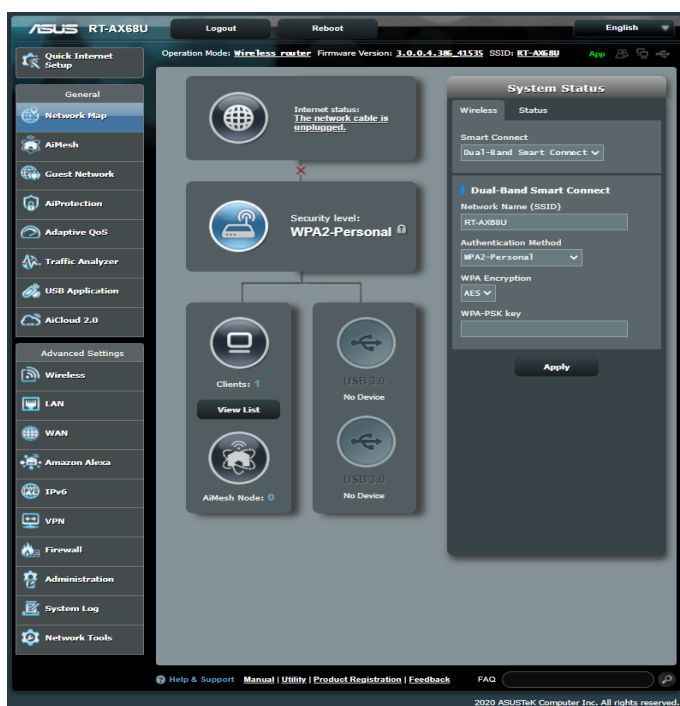 ASUS RT-AX68U
Logout
Reboot
English
Quick Internet
Setup
Operation Mode: Wireless router Firmware Version: 3.0.0.4.386_41535 SSID: RT-AX68U
App
General
Network Map
AiMesh
Guest Network
AiProtection
Adaptive QoS
Traffic Analyzer
USB Application
AiCloud 2.0
Advanced Settings
Wireless
LAN
WAN
Amazon Alexa
IPv6
VPN
Firewall
Administration
System Log
Network Tools
Internet status:
The network cable is
unplugged.
Security level:
WPA2-Personal
Clients: 1
View List
AiMesh Node: 0
USB 3.0
No Device
USB 3.0
No Device
System Status
Wireless
Status
Smart Connect
Dual-Band Smart Connect
Dual-Band Smart Connect
Network Name (SSID)
RT-AX68U
Authentication Method
WPA2-Personal
WPA Encryption
AES
WPA-PSK key
Apply
Help & Support Manual | Utility | Product Registration | Feedback
FAQ
2020 ASUSTeK Computer Inc. All rights reserved.